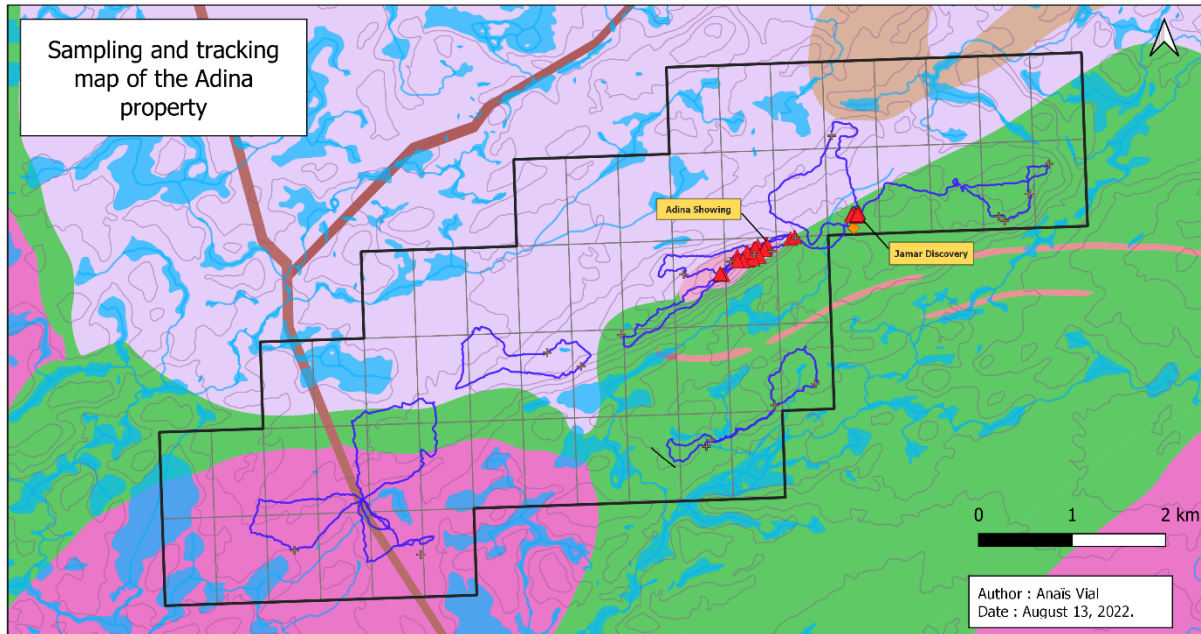 Sampling and tracking
map of the Adina
property
Adina Showing
Jamar Discovery
0 1 2 km
Author : Anaïs Vial
Date : August 13, 2022.